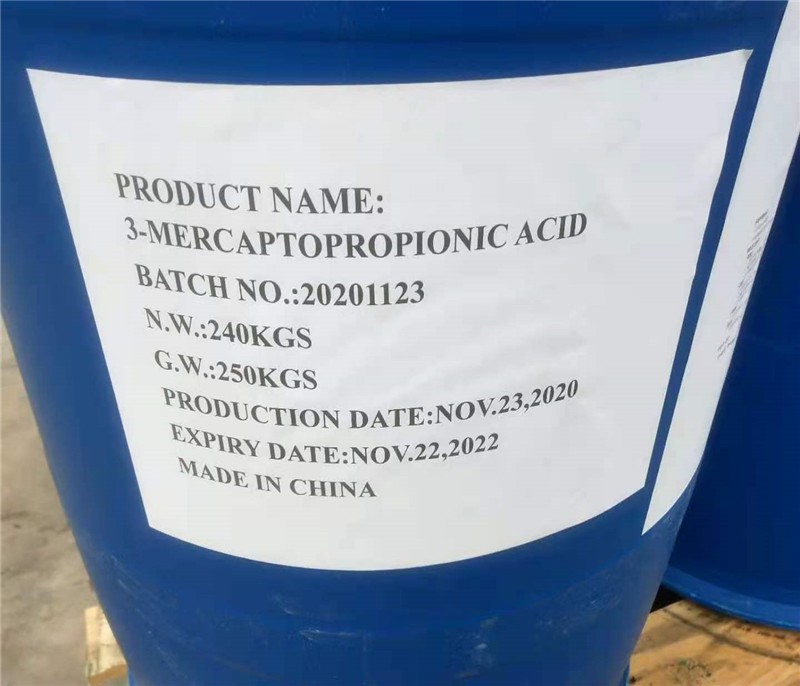 PRODUCT NAME:
3-MERCAPTOPROPIONIC ACID
BATCH NO.:20201123
N.W.:240KGS
G.W.:250KGS
PRODUCTION DATE:NOV.23,2020
EXPIRY DATE:NOV.22,2022
MADE IN CHINA